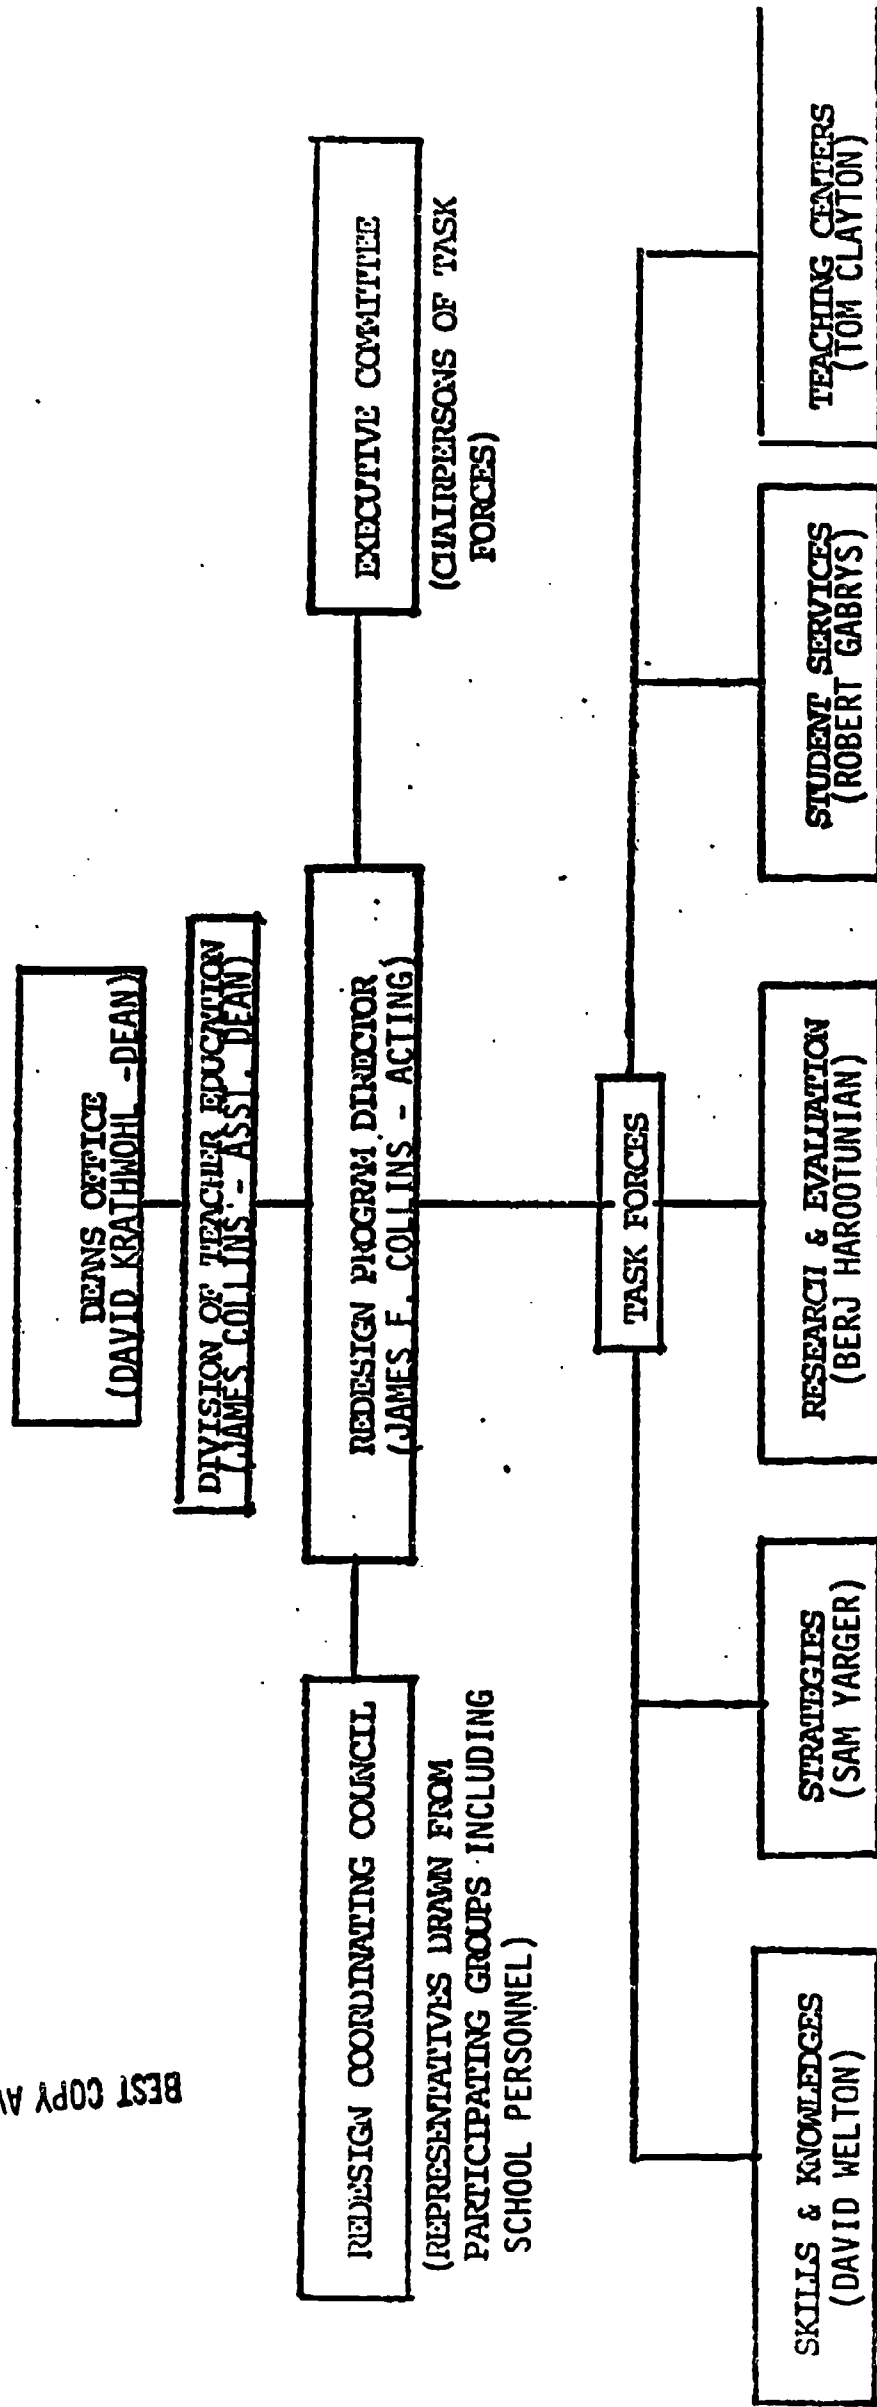 DEANS OFFICE
(DAVID KRATHWOHL -DEAN)
DIVISION OF TEACHER EDUCATION
(JAMES COLLINS - ASST. DEAN)
REDESIGN COORDINATING COUNCIL
(REPRESENTATIVES DRAWN FROM
PARTICIPATING GROUPS INCLUDING
SCHOOL PERSONNEL)
REDESIGN PROGRAM DIRECTOR
(JAMES F. COLLINS - ACTING)
EXECUTIVE COMMITTEE
(CHAIRPERSONS OF TASK
FORCES)
TASK FORCES
SKILLS & KNOWLEDGES
(DAVID WELTON)
STRATEGIES
(SAM YARGER)
RESEARCH & EVALUATION
(BERJ HAROOTUNIAN)
STUDENT SERVICES
(ROBERT GABRYS)
TEACHING CENTERS
(TOM CLAYTON)
BEST COPY